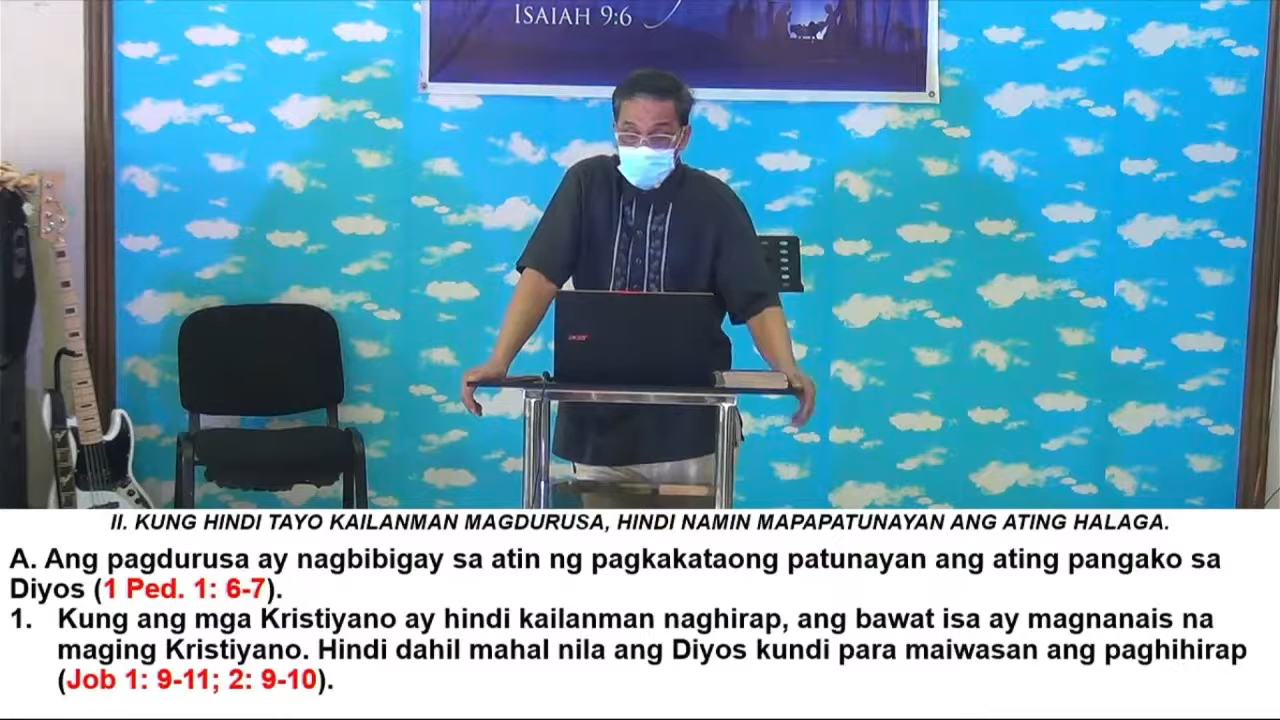 ISAIAH 9:6
acer
II. KUNG HINDI TAYO KAILANMAN MAGDURUSA, HINDI NAMIN MAPAPATUNAYAN ANG ATING HALAGA.
A. Ang pagdurusa ay nagbibigay sa atin ng pagkakataong patunayan ang ating pangako sa
Diyos (1 Ped. 1: 6-7).
1. Kung ang mga Kristiyano ay hindi kailanman naghirap, ang bawat isa ay magnanais na
maging Kristiyano. Hindi dahil mahal nila ang Diyos kundi para maiwasan ang paghihirap
(Job 1: 9-11; 2: 9-10).